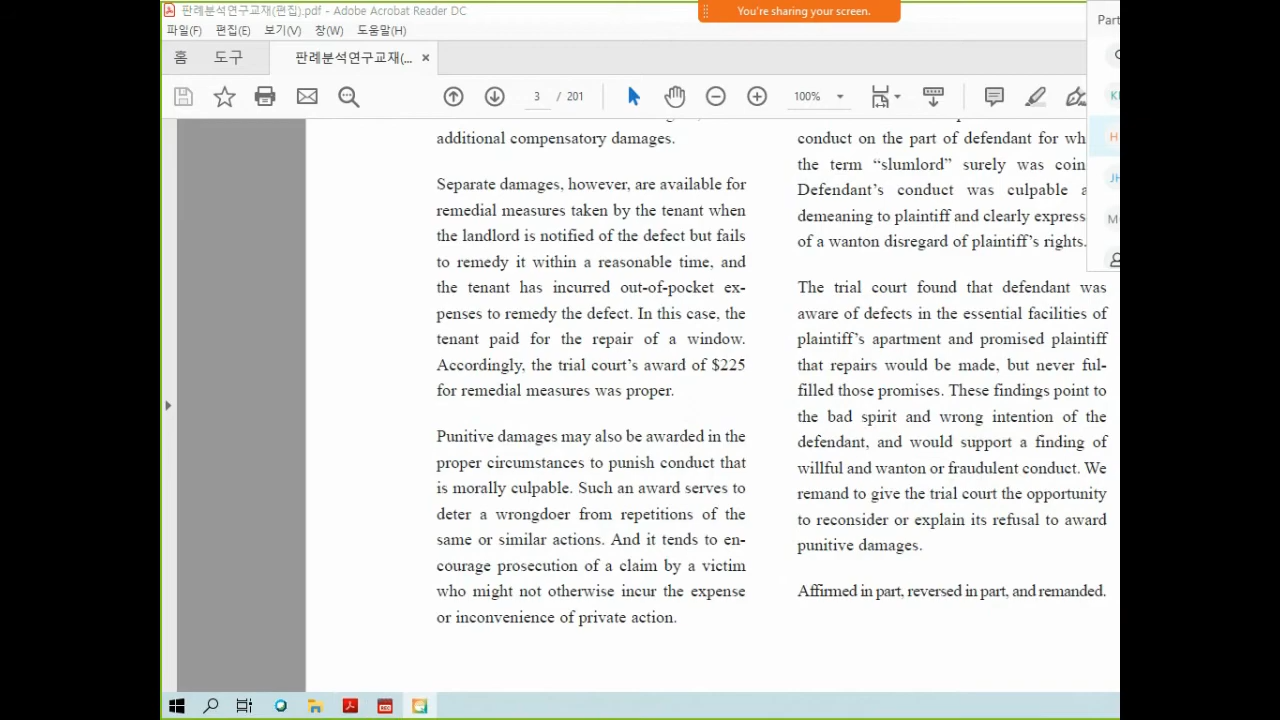 판례분석연구교재(편집).pdf - Adobe Acrobat Reader DC
You're sharing your screen.
Part
파일(F) 편집(E) 보기(V) 창(W) 도움말(H)
홈 도구 판례분석연구교재(... ×
3 / 201 100%
additional compensatory damages.
Separate damages, however, are available for
remedial measures taken by the tenant when
the landlord is notified of the defect but fails
to remedy it within a reasonable time, and
the tenant has incurred out-of-pocket ex-
penses to remedy the defect. In this case, the
tenant paid for the repair of a window.
Accordingly, the trial court's award of $225
for remedial measures was proper.
Punitive damages may also be awarded in the
proper circumstances to punish conduct that
is morally culpable. Such an award serves to
deter a wrongdoer from repetitions of the
same or similar actions. And it tends to en-
courage prosecution of a claim by a victim
who might not otherwise incur the expense
or inconvenience of private action.
conduct on the part of defendant for wh
the term “slumlord” surely was coin
Defendant's conduct was culpable a
demeaning to plaintiff and clearly express
of a wanton disregard of plaintiff's rights.
The trial court found that defendant was
aware of defects in the essential facilities of
plaintiff's apartment and promised plaintiff
that repairs would be made, but never ful-
filled those promises. These findings point to
the bad spirit and wrong intention of the
defendant, and would support a finding of
willful and wanton or fraudulent conduct. We
remand to give the trial court the opportunity
to reconsider or explain its refusal to award
punitive damages.
Affirmed in part, reversed in part, and remanded.
H
JH